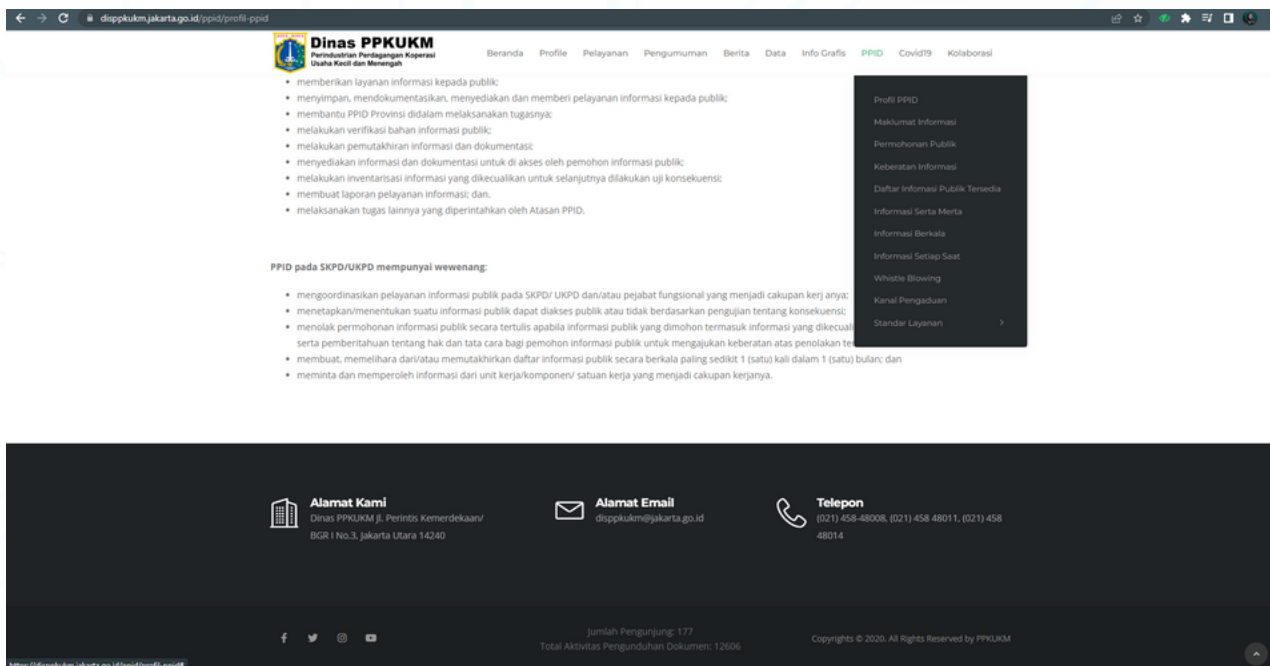 disppkukm.jakarta.go.id/ppid/profil-ppid
Dinas PPKUKM
Perindustrian Perdagangan Koperasi
Usaha Kecil dan Menengah
Beranda Profile Pelayanan Pengumuman Berita Data Info Grafis PPID Covid19 Kolaborasi
• memberikan layanan informasi kepada publik;
• menyimpan, mendokumentasikan, menyediakan dan memberi pelayanan informasi kepada publik;
• membantu PPID Provinsi didalam melaksanakan tugasnya;
• melakukan verifikasi bahan informasi publik;
• melakukan pemutakhiran informasi dan dokumentasi;
• menyediakan informasi dan dokumentasi untuk di akses oleh pemohon informasi publik;
• melakukan inventarisasi informasi yang dikecualikan untuk selanjutnya dilakukan uji konsekuensi;
• membuat laporan pelayanan informasi; dan.
• melaksanakan tugas lainnya yang diperintahkan oleh Atasan PPID.
Profil PPID
Maklumat Informasi
Permohonan Publik
Keberatan Informasi
Daftar Infomasi Publik Tersedia
Informasi Serta Merta
Informasi Berkala
Informasi Setiap Saat
Whistle Blowing
Kanal Pengaduan
Standar Layanan
PPID pada SKPD/UKPD mempunyai wewenang:
• mengoordinasikan pelayanan informasi publik pada SKPD/ UKPD dan/atau pejabat fungsional yang menjadi cakupan kerj anya;
• menetapkan/menentukan suatu informasi publik dapat diakses publik atau tidak berdasarkan pengujian tentang konsekuensi;
• menolak permohonan informasi publik secara tertulis apabila informasi publik yang dimohon termasuk informasi yang dikecuali
serta pemberitahuan tentang hak dan tata cara bagi pemohon informasi publik untuk mengajukan keberatan atas penolakan te
• membuat, memelihara dari/atau memutakhirkan daftar informasi publik secara berkala paling sedikit 1 (satu) kali dalam 1 (satu) bulan; dan
• meminta dan memperoleh informasi dari unit kerja/komponen/ satuan kerja yang menjadi cakupan kerjanya.
Alamat Kami
Dinas PPKUKM Jl. Perintis Kemerdekaan/
BGR I No.3, Jakarta Utara 14240
Alamat Email
disppkukm@jakarta.go.id
Telepon
(021) 458-48008, (021) 458 48011, (021) 458
48014
Jumlah Pengunjung: 177
Total Aktivitas Pengunduhan Dokumen: 12606
Copyrights © 2020. All Rights Reserved by PPKUKM
https://disppkukm.jakarta.go.id/ppid/profil-ppid#